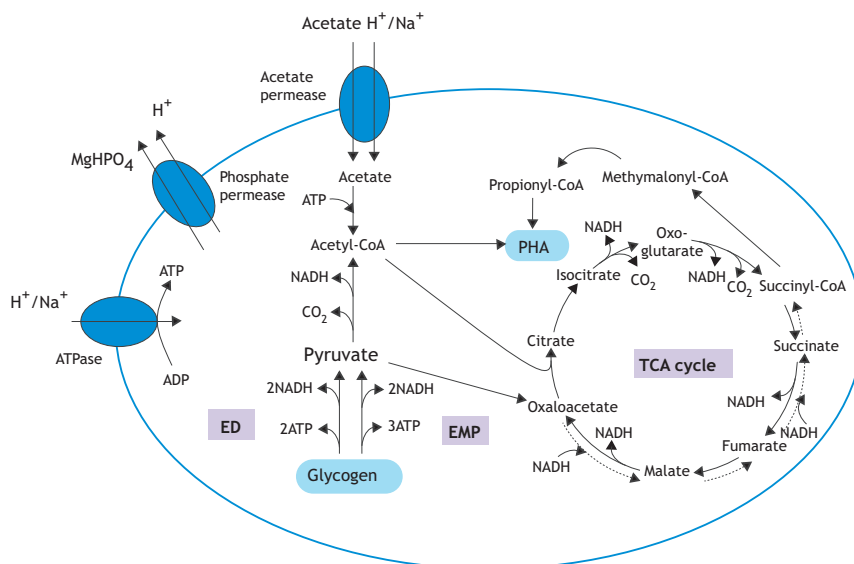 Acetate H⁺/Na⁺
Acetate
permease
H⁺
MgHPO₄
Phosphate
permease
Acetate
ATP
Acetyl-CoA
Propionyl-CoA
Methymalonyl-CoA
PHA
NADH
Oxo-
glutarate
Isocitrate
CO₂
NADH
CO₂
Succinyl-CoA
ATP
H⁺/Na⁺
ATPase
ADP
NADH
CO₂
Pyruvate
Citrate
TCA cycle
Succinate
2NADH
2NADH
NADH
Oxaloacetate
ED
2ATP
3ATP
EMP
NADH
NADH
Fumarate
NADH
Malate
Glycogen